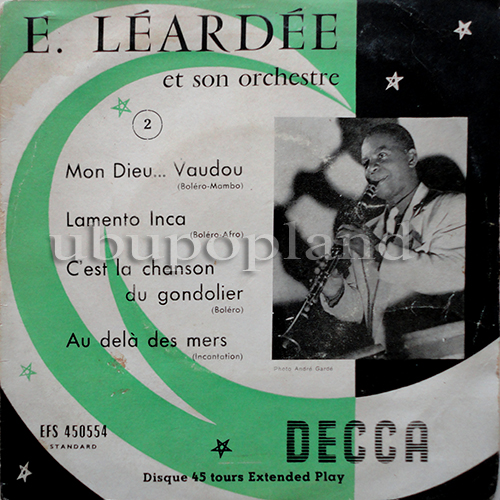 E. LÉARDÉE
et son orchestre
2
Mon Dieu... Vaudou
(Boléro-Mambo)
Lamento Inca
(Boléro-Afro)
ubupopland
C'est la chanson
du gondolier
(Boléro)
Au delà des mers
(Incantation)
Photo André Gardé
EFS 450554
STANDARD
DECCA
Disque 45 tours Extended Play